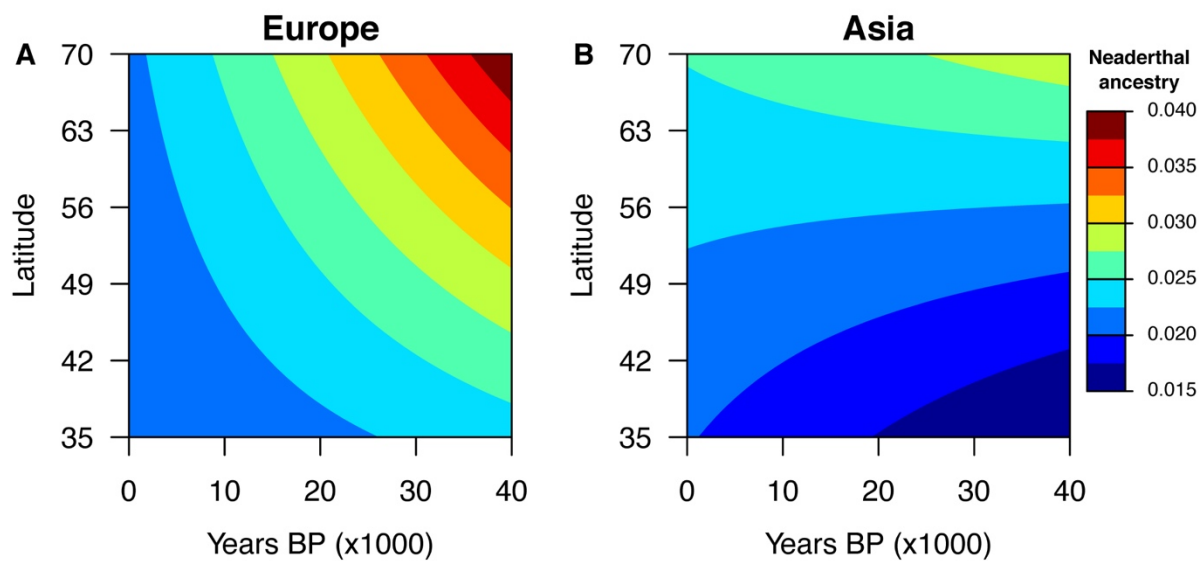 Europe
A
70
63
56
49
42
35
Latitude
0 10 20 30 40
Years BP (x1000)
Asia
B
70
63
56
49
42
35
Latitude
0 10 20 30 40
Years BP (x1000)
Neaderthal
ancestry
0.040
0.035
0.030
0.025
0.020
0.015